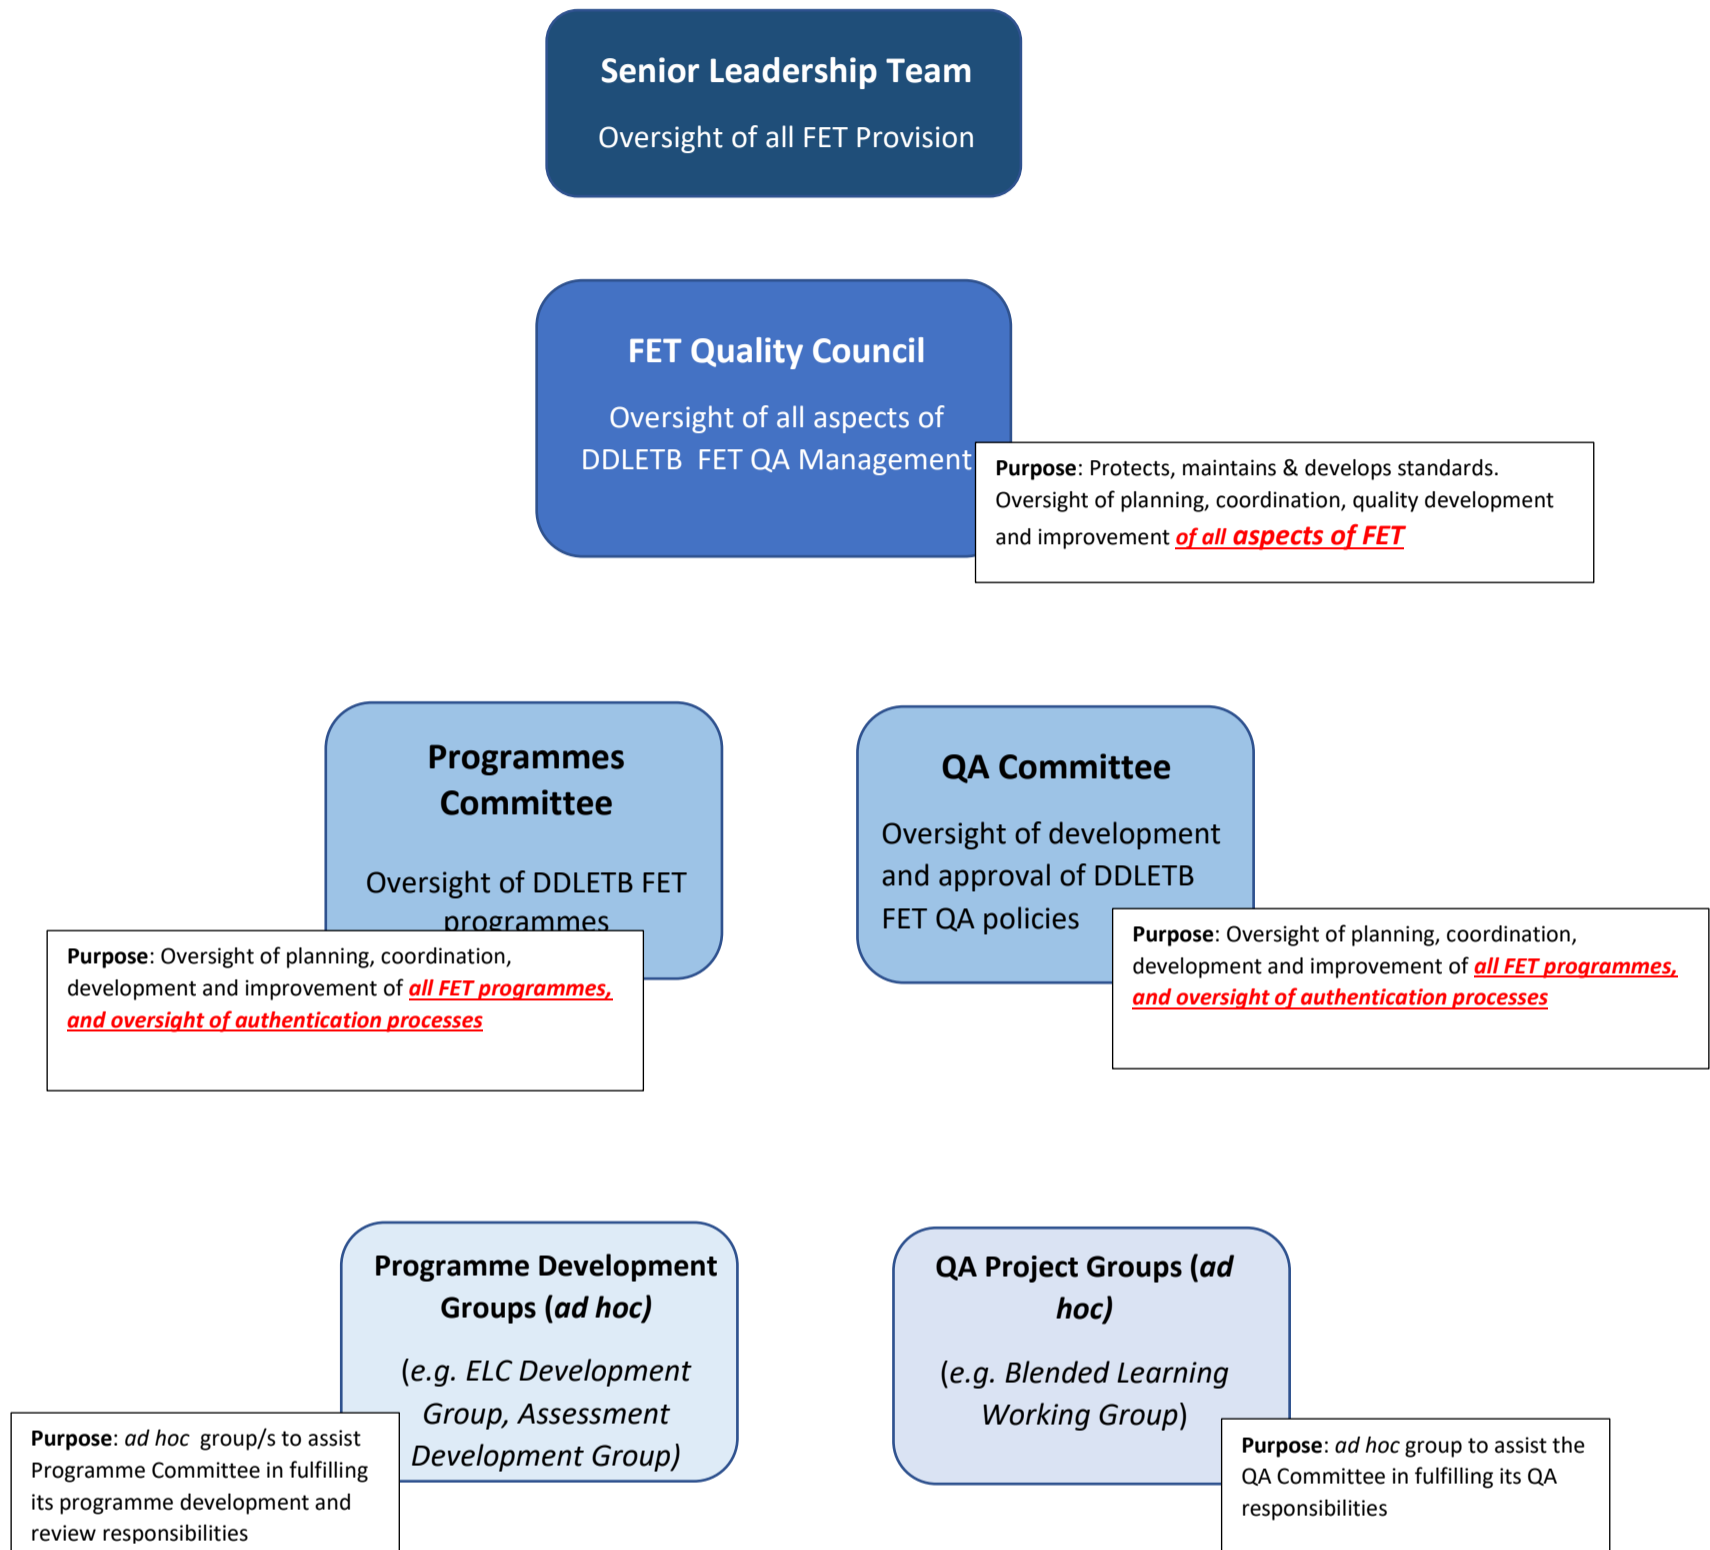 Senior Leadership Team
Oversight of all FET Provision
FET Quality Council
Oversight of all aspects of
DDLETB  FET QA Management
Purpose: Protects, maintains & develops standards.
Oversight of planning, coordination, quality development
and improvement of all aspects of FET
Programmes
Committee
Oversight of DDLETB FET
programmes
Purpose: Oversight of planning, coordination,
development and improvement of all FET programmes,
and oversight of authentication processes
QA Committee
Oversight of development
and approval of DDLETB
FET QA policies
Purpose: Oversight of planning, coordination,
development and improvement of all FET programmes,
and oversight of authentication processes
Programme Development
Groups (ad hoc)
(e.g. ELC Development
Group, Assessment
Development Group)
Purpose: ad hoc  group/s to assist
Programme Committee in fulfilling
its programme development and
review responsibilities
QA Project Groups (ad
hoc)
(e.g. Blended Learning
Working Group)
Purpose: ad hoc group to assist the
QA Committee in fulfilling its QA
responsibilities